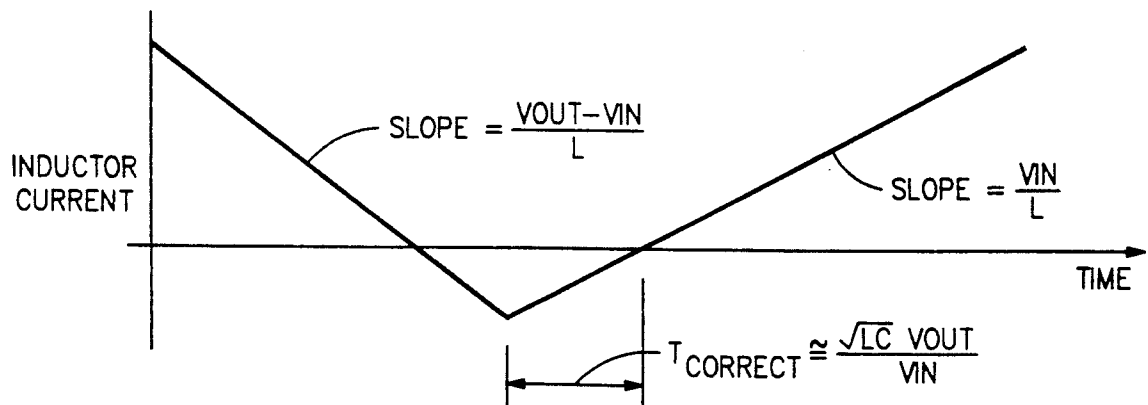 SLOPE = VOUT-VIN / L
INDUCTOR
CURRENT
SLOPE = VIN / L
TIME
TCORRECT ≅ √LC VOUT / VIN